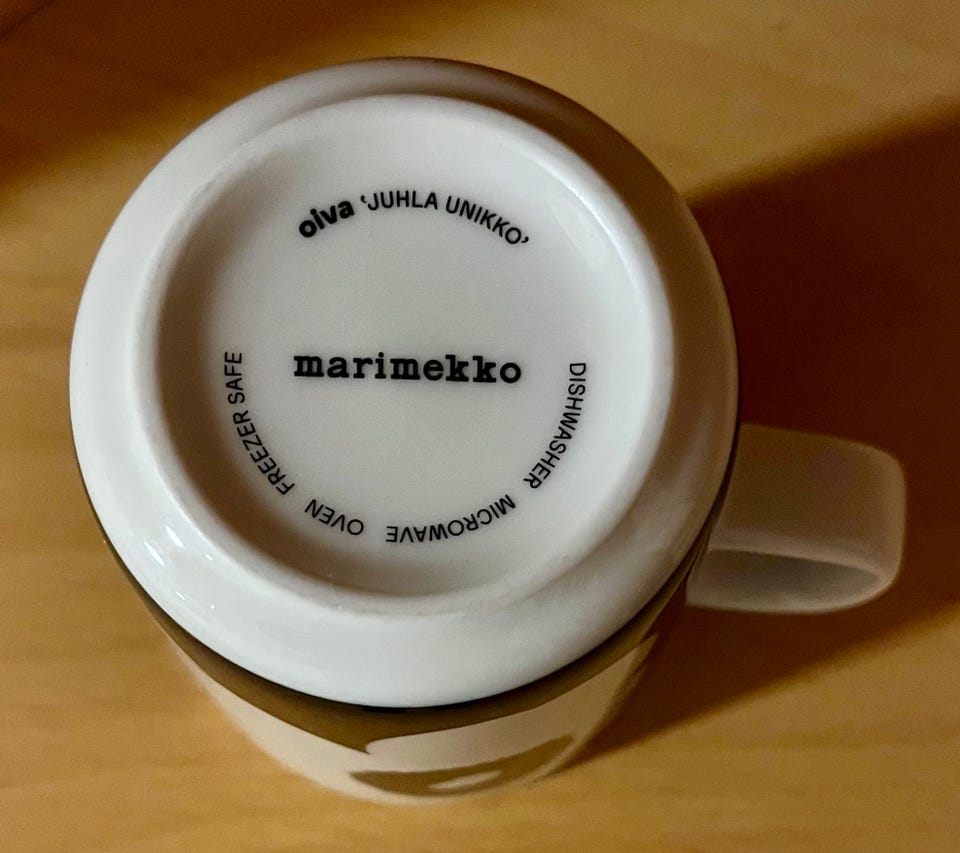 oiva ‘JUHLA UNIKKO’
marimekko
DISHWASHER MICROWAVE OVEN FREEZER SAFE